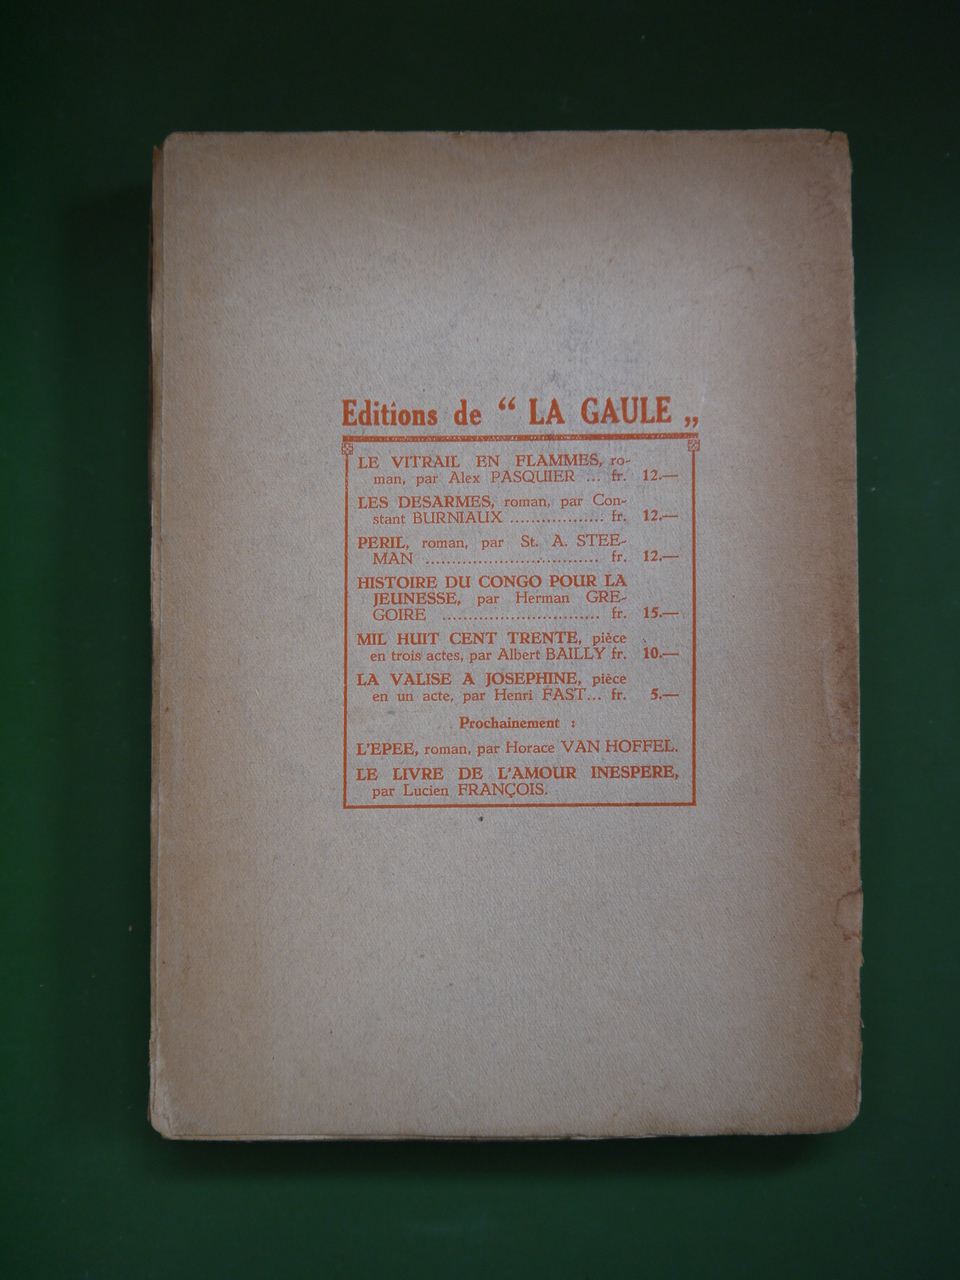 Editions de “ LA GAULE „
LE VITRAIL EN FLAMMES, ro-
man, par Alex PASQUIER ... fr. 12.—
LES DESARMES, roman, par Con-
stant BURNIAUX .................. fr. 12.—
PERIL, roman, par St. A. STEE-
MAN ................................. fr. 12.—
HISTOIRE DU CONGO POUR LA
JEUNESSE, par Herman GRE-
GOIRE .............................. fr. 15.—
MIL HUIT CENT TRENTE, pièce
en trois actes, par Albert BAILLY fr. 10.—
LA VALISE A JOSEPHINE, pièce
en un acte, par Henri FAST... fr. 5.—
Prochainement :
L'EPEE, roman, par Horace VAN HOFFEL.
LE LIVRE DE L'AMOUR INESPERE,
par Lucien FRANÇOIS.